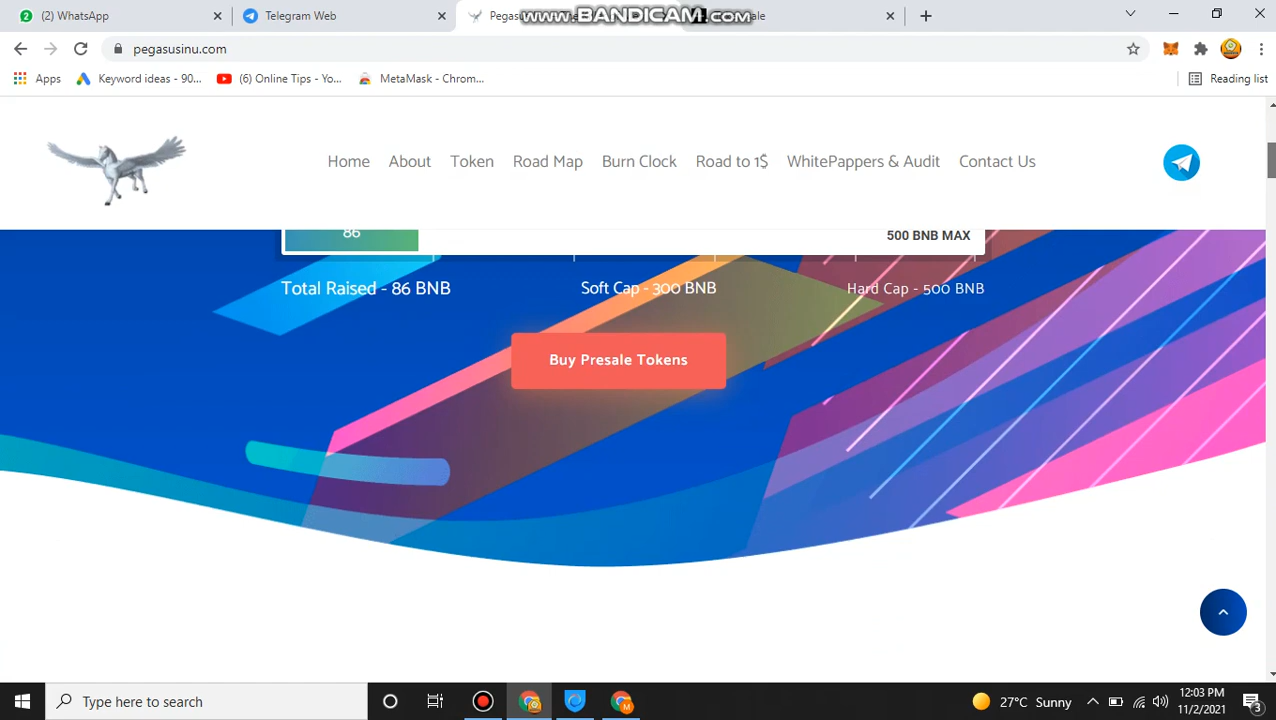 (2) WhatsApp
Telegram Web
Pegas
www.BANDICAM.com
ale
pegasusinu.com
Apps
Keyword ideas - 90...
(6) Online Tips - Yo...
MetaMask - Chrom...
Reading list
Home
About
Token
Road Map
Burn Clock
Road to 1$
WhitePappers & Audit
Contact Us
86
500 BNB MAX
Total Raised - 86 BNB
Soft Cap - 300 BNB
Hard Cap - 500 BNB
Buy Presale Tokens
Type here to search
27°C Sunny
12:03 PM
11/2/2021
3